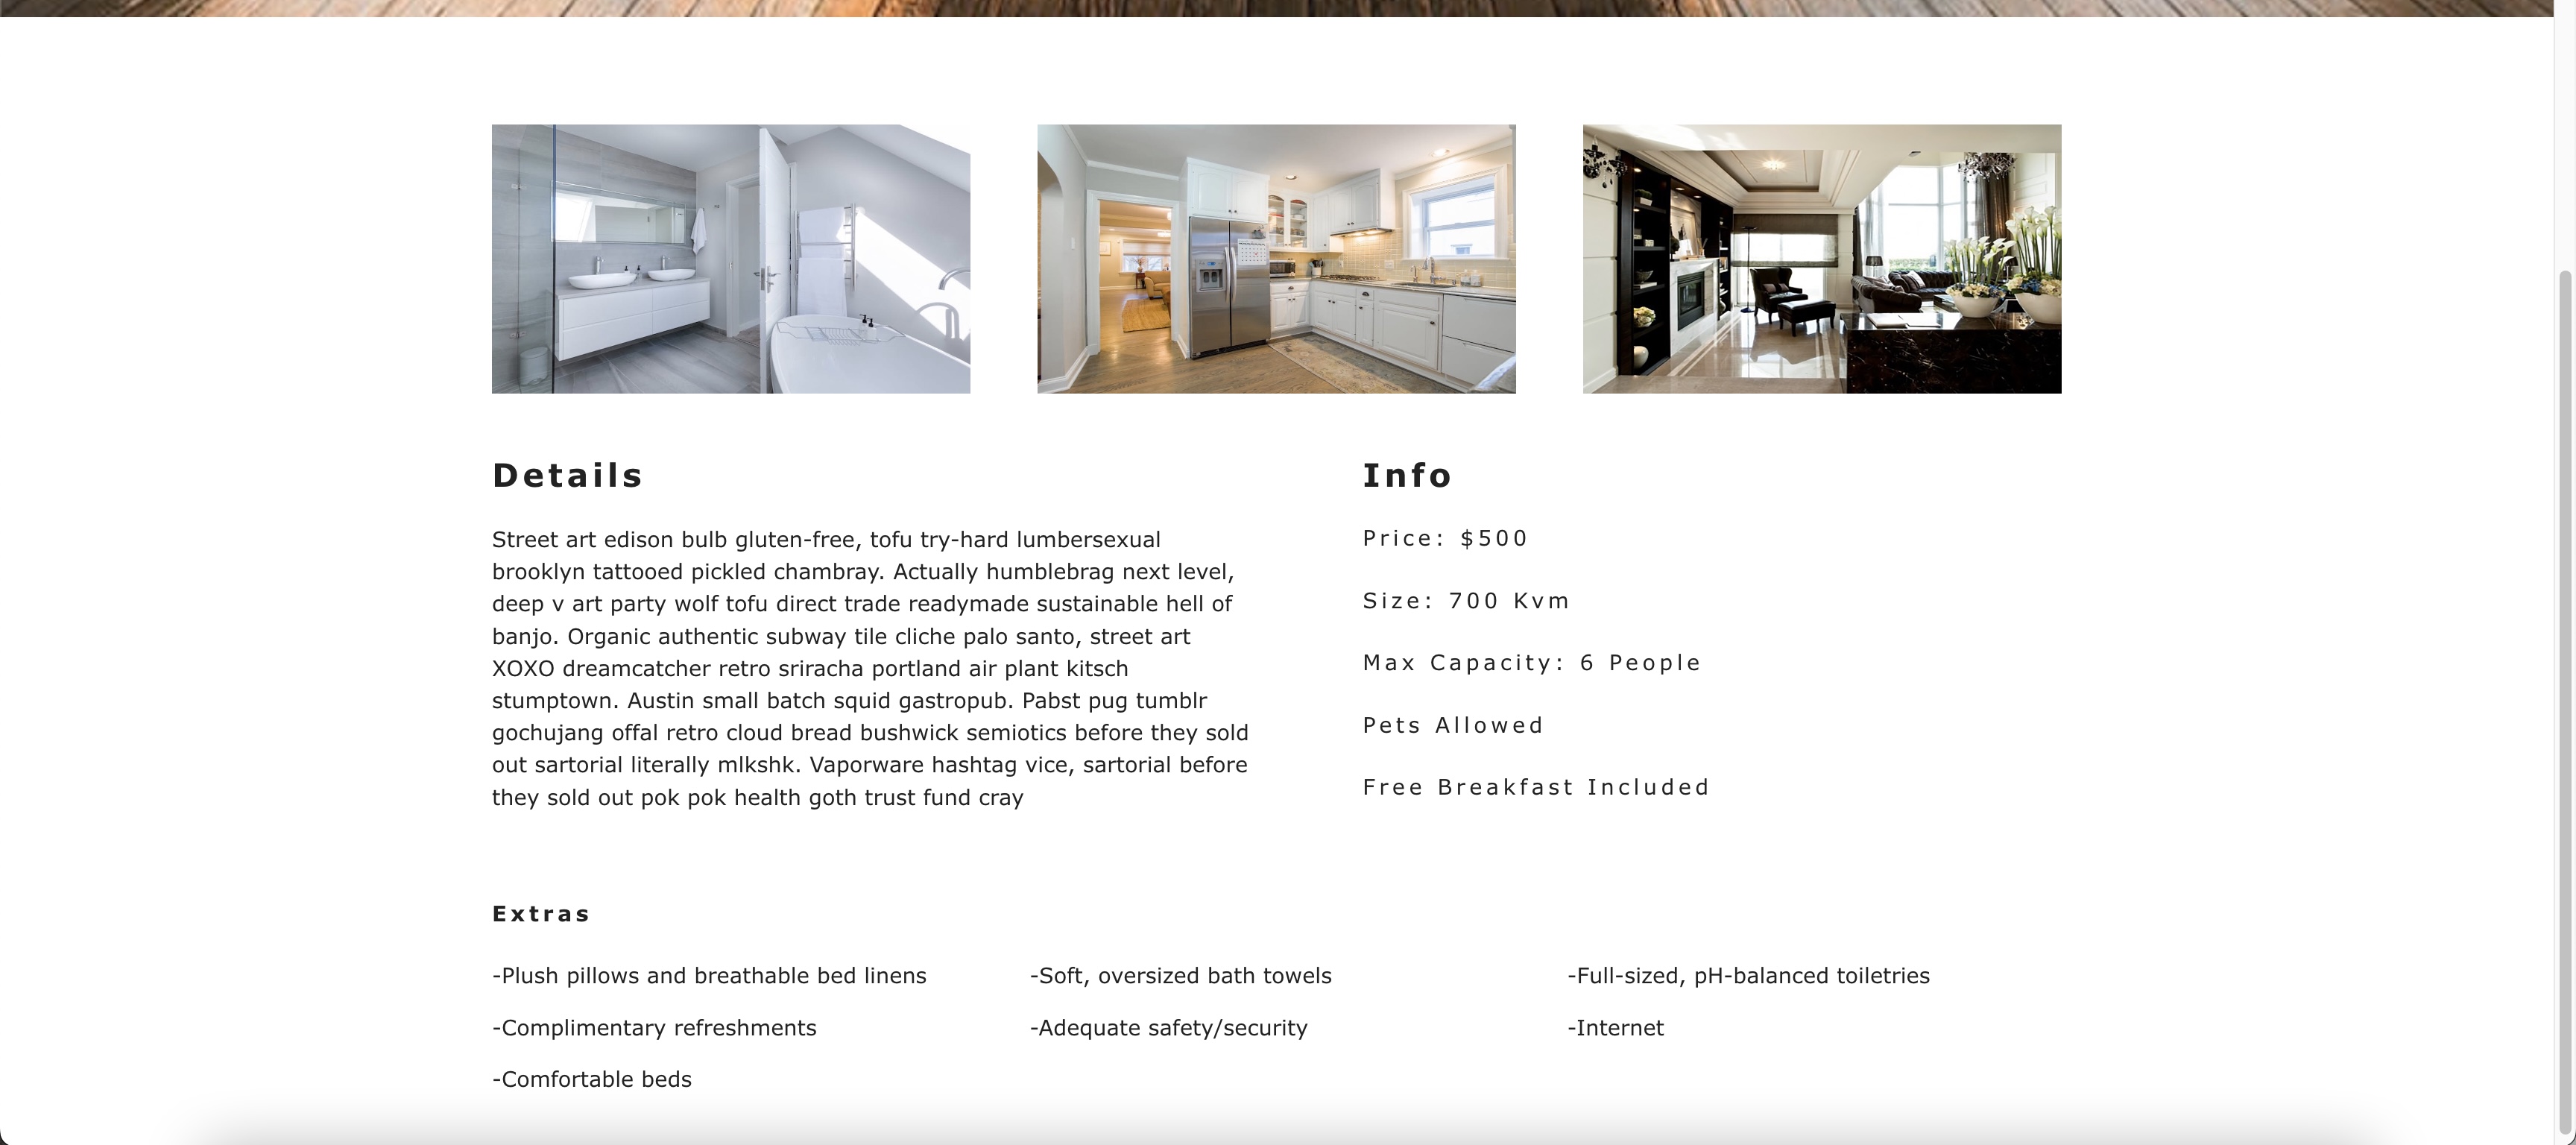 Details
Street art edison bulb gluten-free, tofu try-hard lumbersexual
brooklyn tattooed pickled chambray. Actually humblebrag next level,
deep v art party wolf tofu direct trade readymade sustainable hell of
banjo. Organic authentic subway tile cliche palo santo, street art
XOXO dreamcatcher retro sriracha portland air plant kitsch
stumptown. Austin small batch squid gastropub. Pabst pug tumblr
gochujang offal retro cloud bread bushwick semiotics before they sold
out sartorial literally mlkshk. Vaporware hashtag vice, sartorial before
they sold out pok pok health goth trust fund cray
Info
Price: $500
Size: 700 Kvm
Max Capacity: 6 People
Pets Allowed
Free Breakfast Included
Extras
-Plush pillows and breathable bed linens
-Soft, oversized bath towels
-Full-sized, pH-balanced toiletries
-Complimentary refreshments
-Adequate safety/security
-Internet
-Comfortable beds